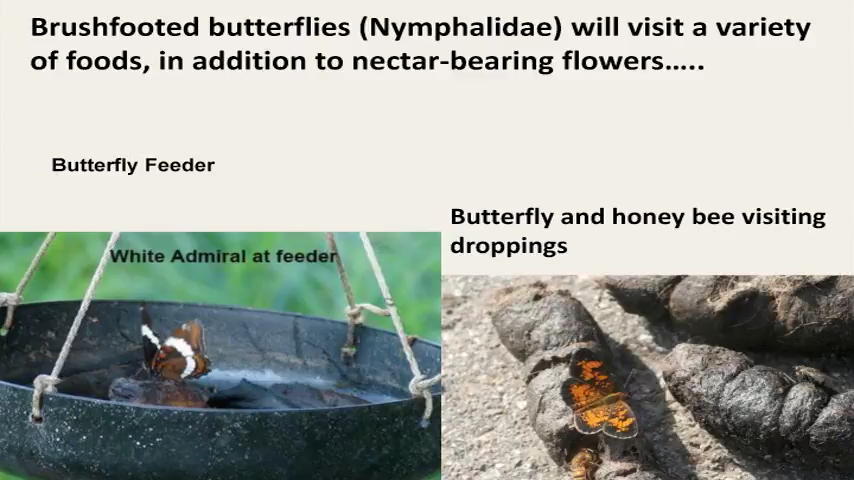 Brushfooted butterflies (Nymphalidae) will visit a variety
of foods, in addition to nectar-bearing flowers…..
Butterfly Feeder
White Admiral at feeder
Butterfly and honey bee visiting
droppings